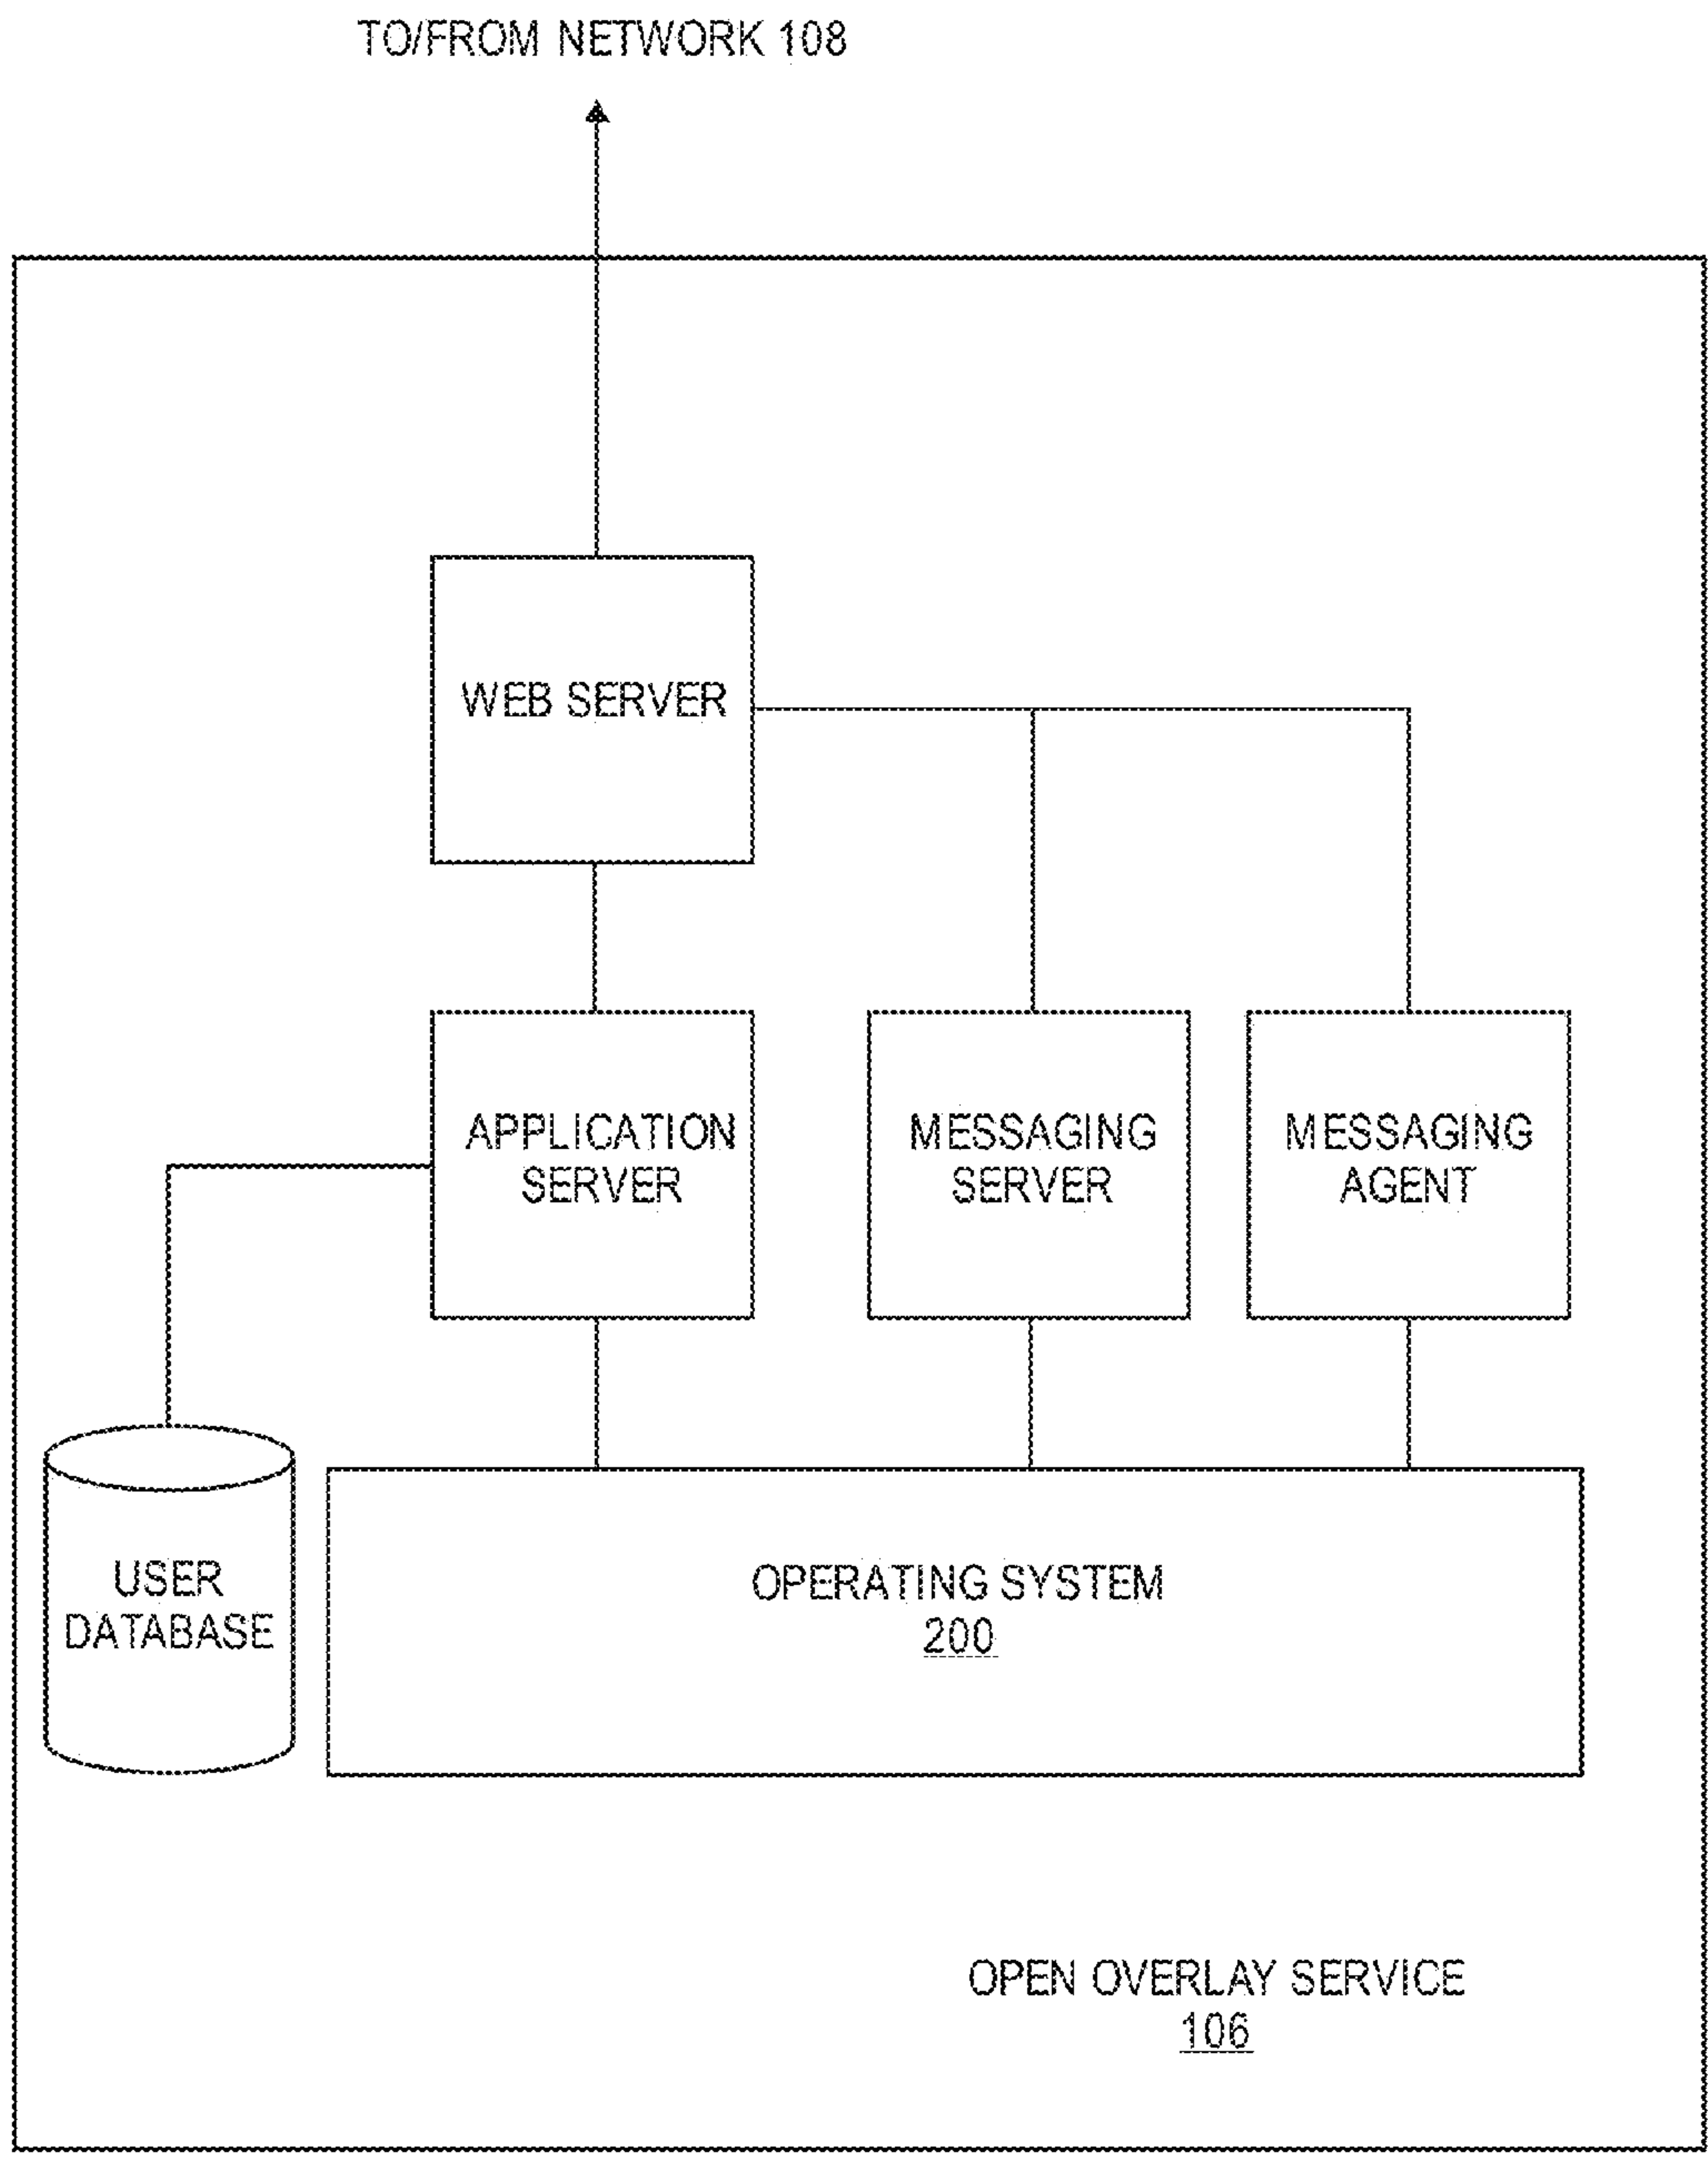 TO/FROM NETWORK 108
WEB SERVER
APPLICATION
SERVER
MESSAGING
SERVER
MESSAGING
AGENT
USER
DATABASE
OPERATING SYSTEM
200
OPEN OVERLAY SERVICE
106